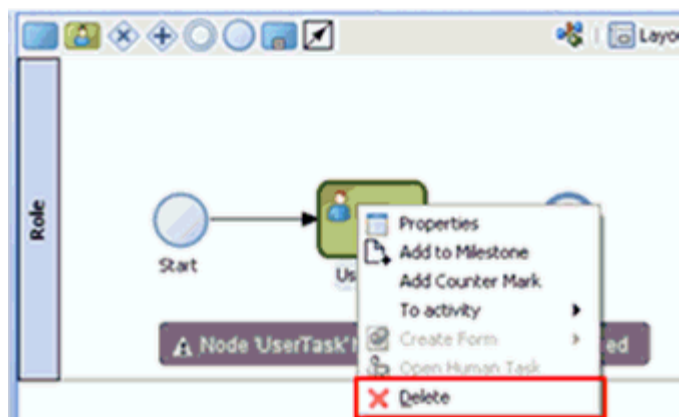 Layo
Role
Start
Us
Properties
Add to Milestone
Add Counter Mark
To activity
Create Form
Open Human Task
Delete
Node 'UserTask' ed